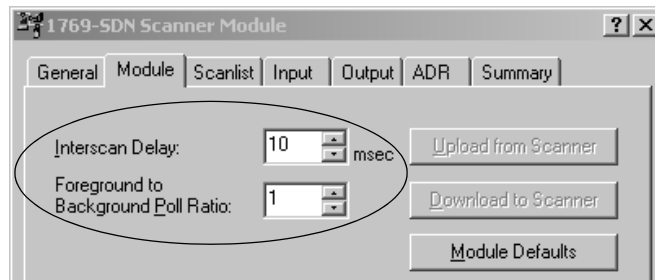 1769-SDN Scanner Module ? X
General Module Scanlist Input Output ADR Summary
Interscan Delay: 10 msec Upload from Scanner
Foreground to
Background Poll Ratio: 1 Download to Scanner
Module Defaults